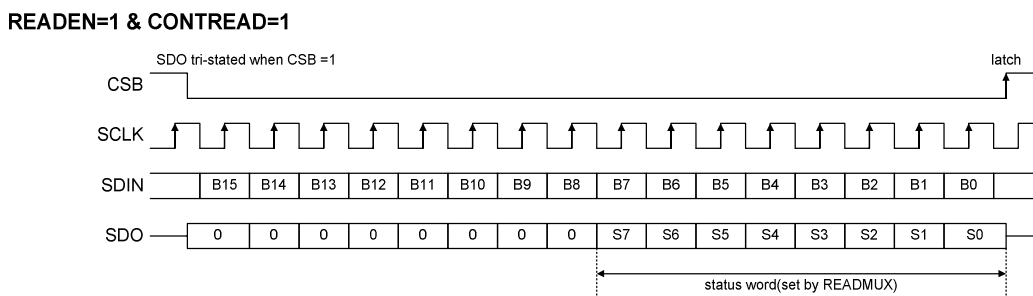 READEN=1 & CONTREAD=1
SDO tri-stated when CSB =1 latch
CSB
SCLK
SDIN B15 B14 B13 B12 B11 B10 B9 B8 B7 B6 B5 B4 B3 B2 B1 B0
SDO 0 0 0 0 0 0 0 0 S7 S6 S5 S4 S3 S2 S1 S0
status word(set by READMUX)